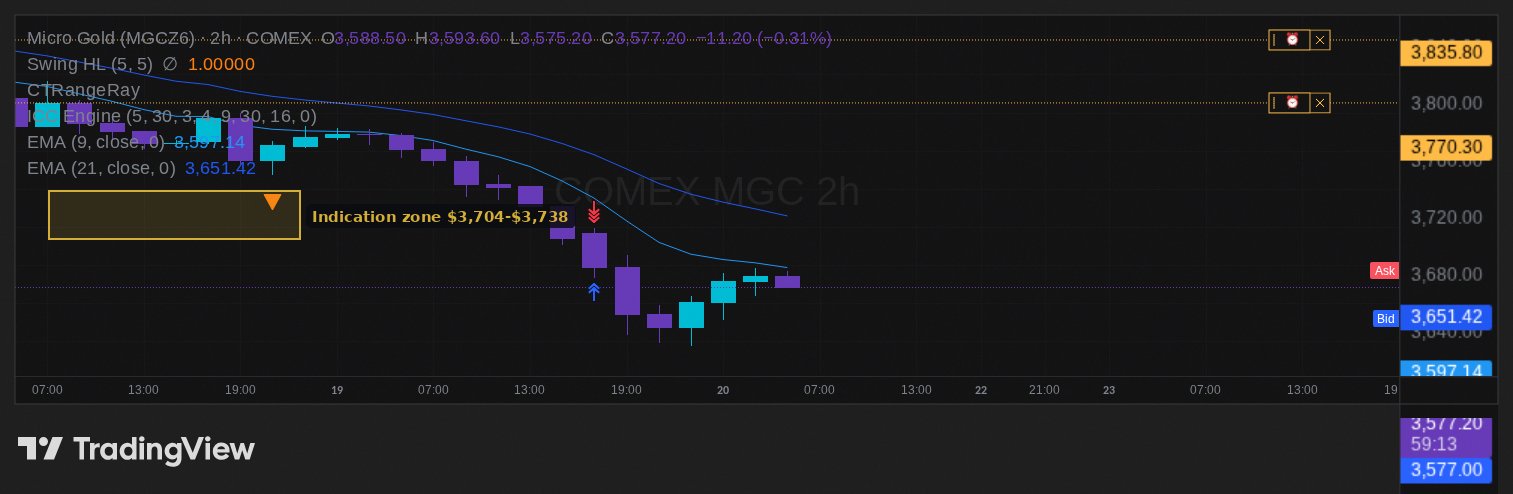 Micro Gold (MGCZ6) · 2h · COMEX O3,588.50 H3,593.60 L3,575.20 C3,577.20 −11.20 (−0.31%)
Swing HL (5, 5) ∅ 1.00000
CTRangeRay
Engine (5, 30, 3, 4, 9, 30, 16, 0)
EMA (9, close, 0) 3,597.14
EMA (21, close, 0) 3,651.42
COMEX MGC 2h
Indication zone $3,704-$3,738
3,835.80
3,800.00
3,770.30
3,760.00
3,720.00
Ask
3,680.00
Bid
3,651.42
3,640.00
3,597.14
07:00 13:00 19:00 19 07:00 13:00 19:00 20 07:00 13:00 22 21:00 23 07:00 13:00 19
TradingView
3,577.20
59:13
3,577.00